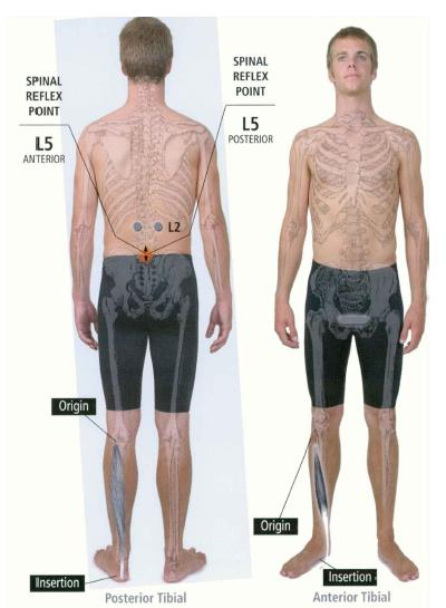 SPINAL
REFLEX
POINT
L5
ANTERIOR
SPINAL
REFLEX
POINT
L5
POSTERIOR
L2
Origin
Insertion
Posterior Tibial
Origin
Insertion
Anterior Tibial